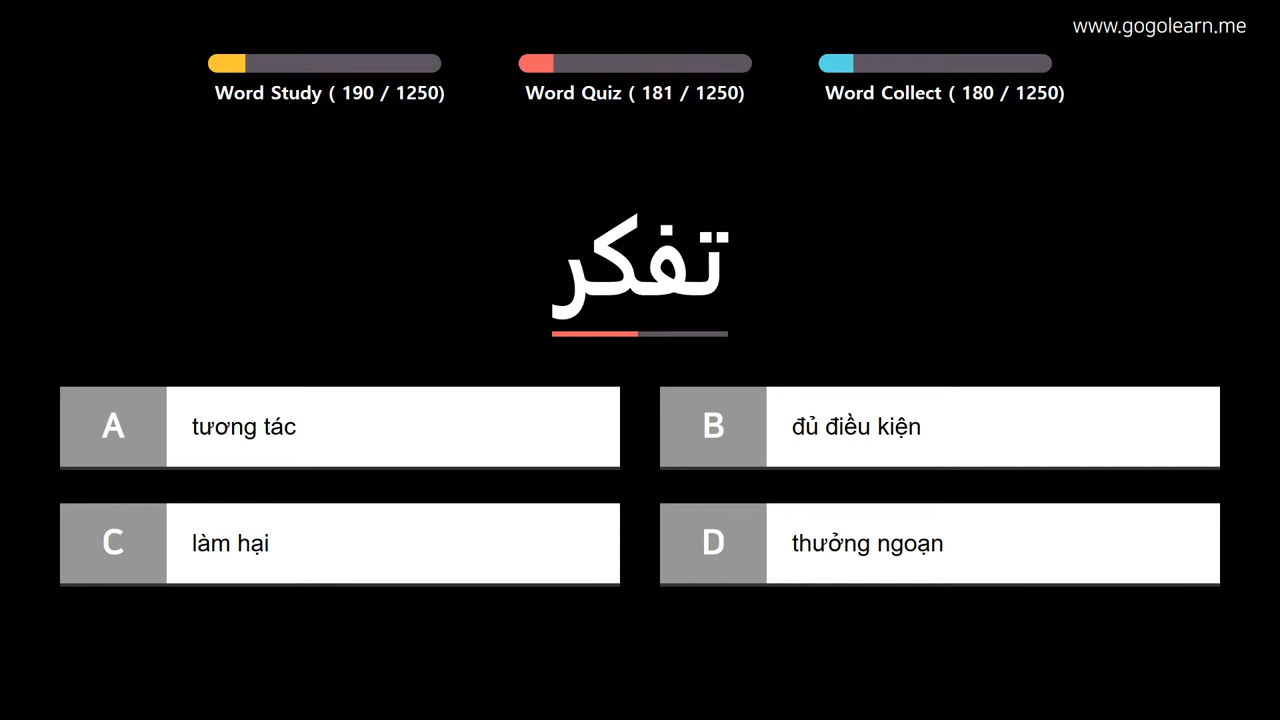 www.gogolearn.me
Word Study ( 190 / 1250)
Word Quiz ( 181 / 1250)
Word Collect ( 180 / 1250)
تفكر
A
tương tác
B
đủ điều kiện
C
làm hại
D
thưởng ngoạn